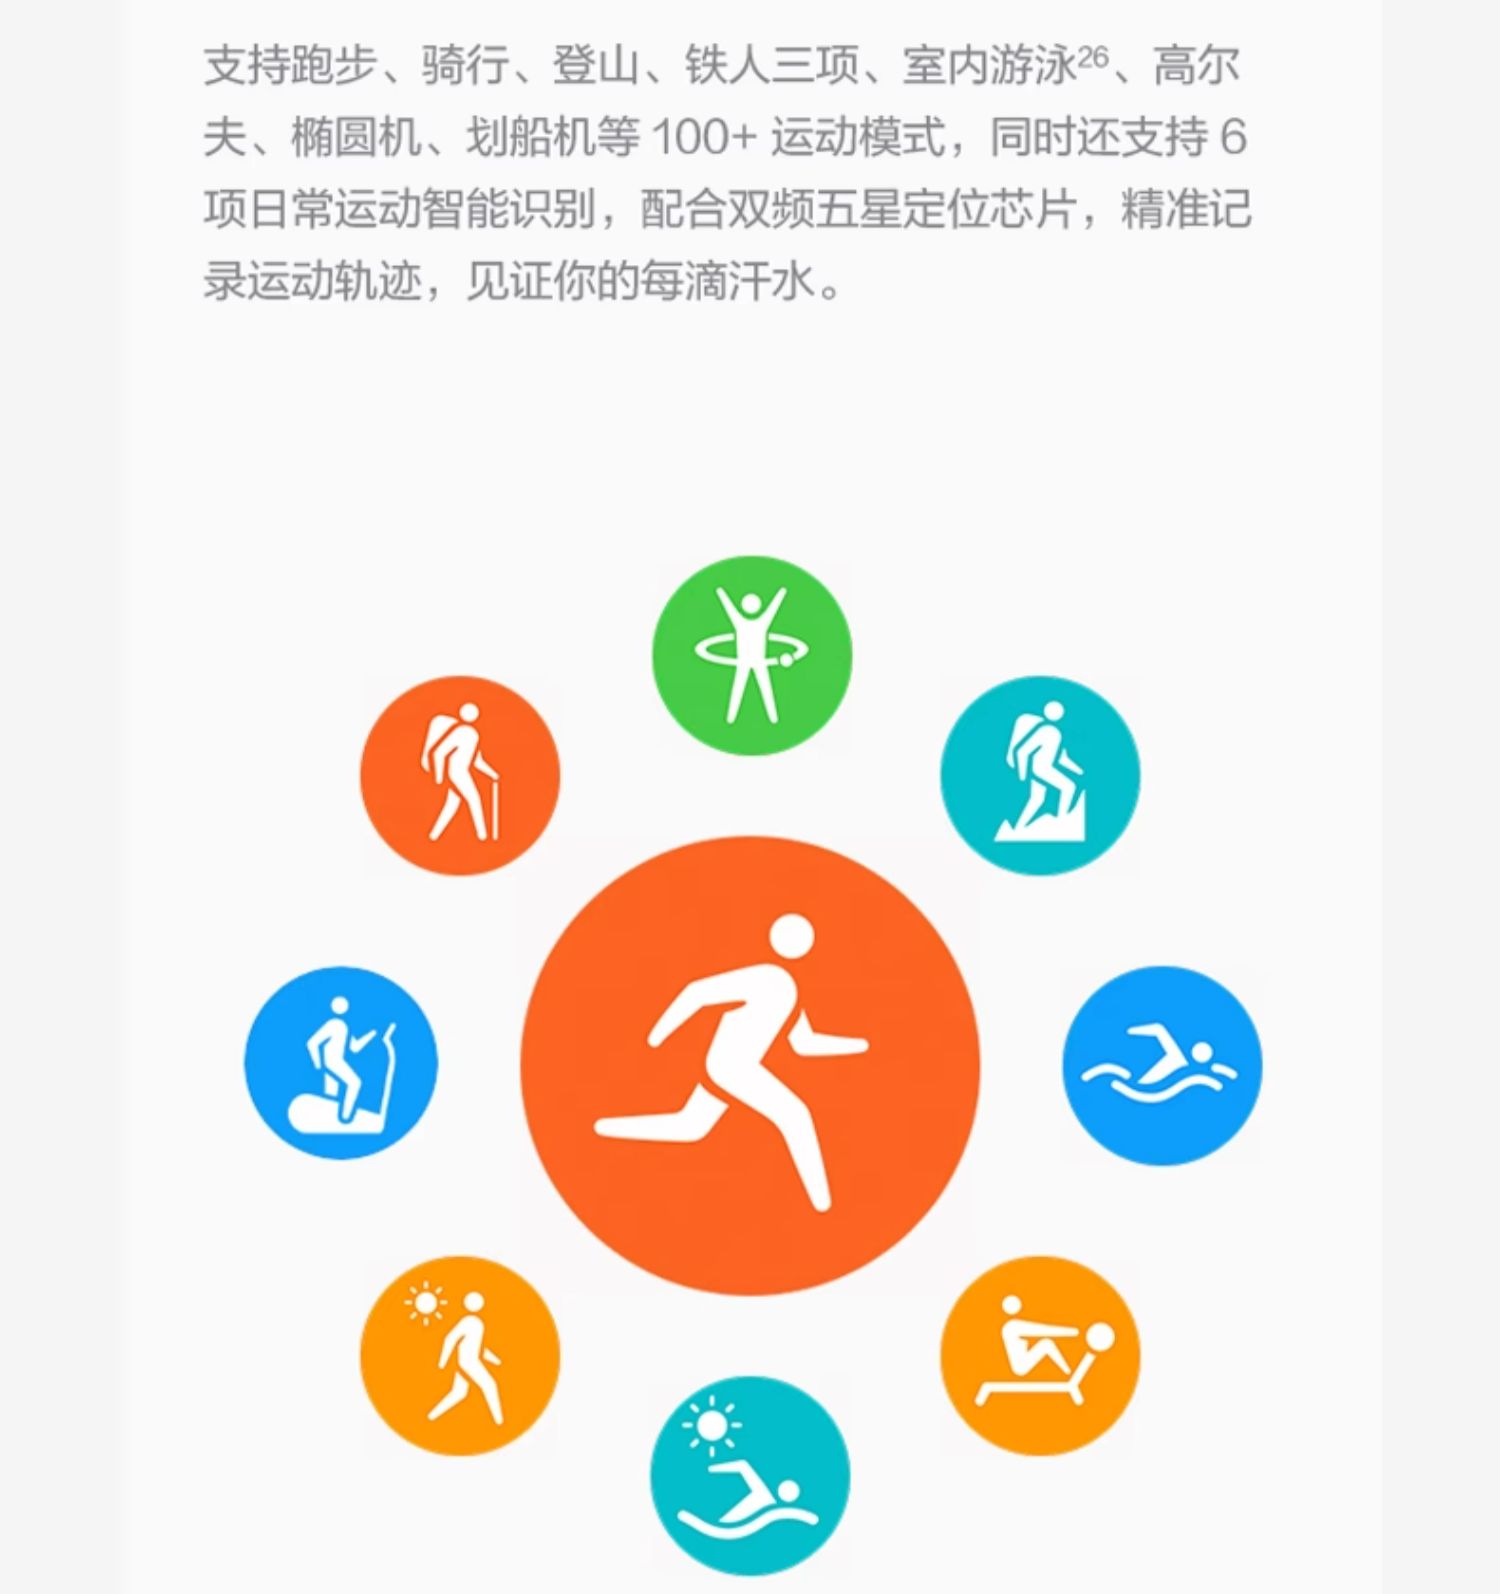 支持跑步、骑行、登山、铁人三项、室内游泳26、高尔
夫、椭圆机、划船机等 100+ 运动模式，同时还支持 6
项日常运动智能识别，配合双频五星定位芯片，精准记
录运动轨迹，见证你的每滴汗水。